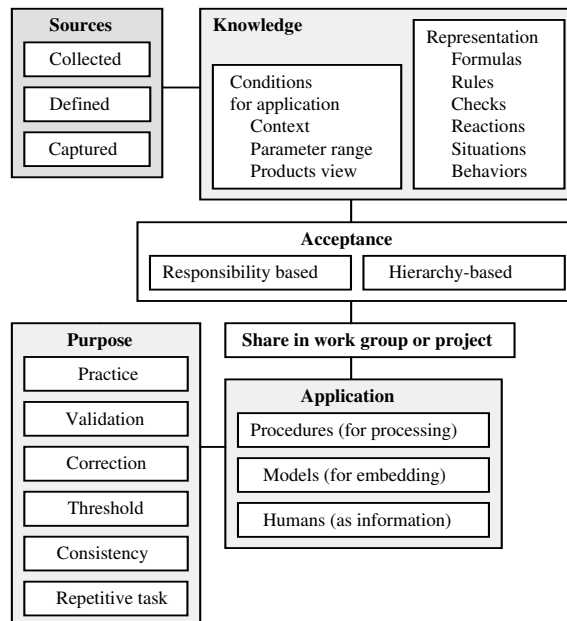 Sources
Collected
Defined
Captured
Knowledge
Conditions
for application
Context
Parameter range
Products view
Representation
Formulas
Rules
Checks
Reactions
Situations
Behaviors
Acceptance
Responsibility based
Hierarchy-based
Share in work group or project
Purpose
Practice
Validation
Correction
Threshold
Consistency
Repetitive task
Application
Procedures (for processing)
Models (for embedding)
Humans (as information)